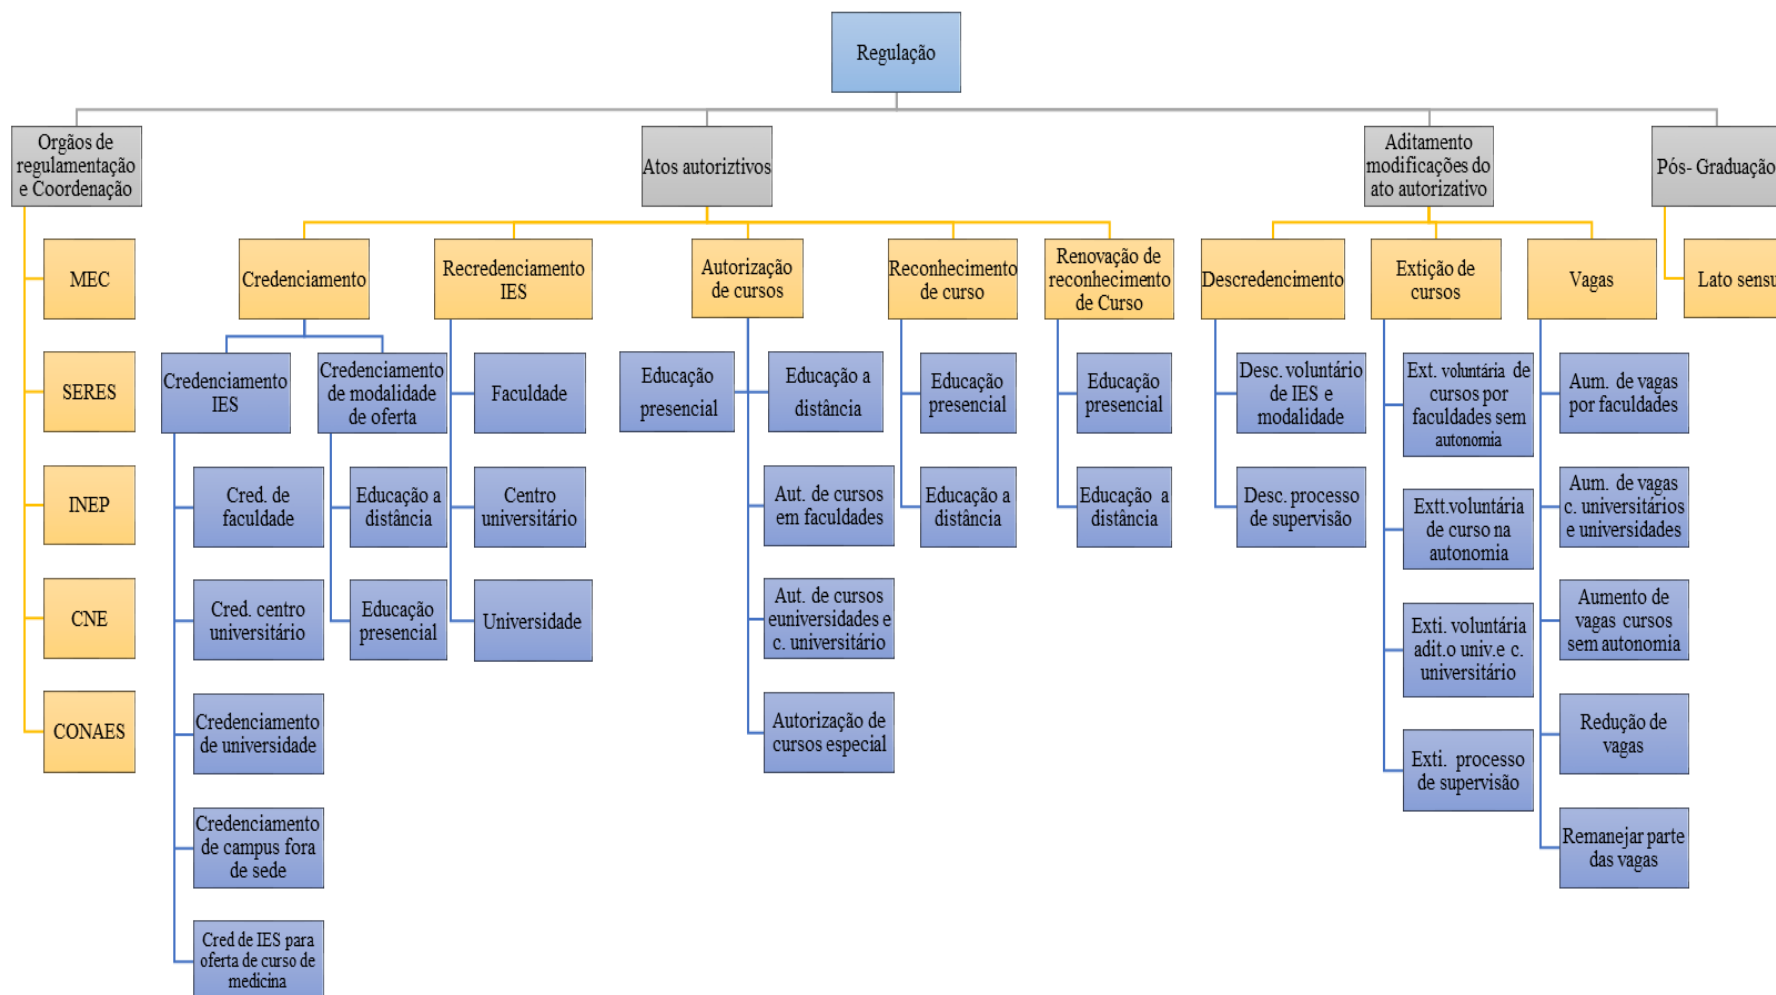 Regulação
Orgãos de
regulamentação
e Coordenação
MEC
SERES
INEP
CNE
CONAES
Atos autoriztivos
Credenciamento
Credenciamento
IES
Cred. de
faculdade
Cred. centro
universitário
Credenciamento
de universidade
Credenciamento
de campus fora
de sede
Cred de IES para
oferta de curso de
medicina
Credenciamento
de modalidade
de oferta
Educação a
distância
Educação
presencial
Recredenciamento
IES
Faculdade
Centro
universitário
Universidade
Autorização
de cursos
Educação
presencial
Educação a
distância
Aut. de cursos
em faculdades
Aut. de cursos
euniversidades e
c. universitário
Autorização de
cursos especial
Reconhecimento
de curso
Educação
presencial
Educação a
distância
Renovação de
reconhecimento
de Curso
Educação
presencial
Educação a
distância
Aditamento
modificações do
ato autorizativo
Descredencimento
Desc. voluntário
de IES e
modalidade
Desc. processo
de supervisão
Extição de
cursos
Ext. voluntária de
cursos por
faculdades sem
autonomia
Extt.voluntária
de curso na
autonomia
Exti. voluntária
adit.o univ.e c.
universitário
Exti. processo
de supervisão
Vagas
Aum. de vagas
por faculdades
Aum. de vagas
c. universitários
e universidades
Aumento de
vagas cursos
sem autonomia
Redução de
vagas
Remanejar parte
das vagas
Pós- Graduação
Lato sensu